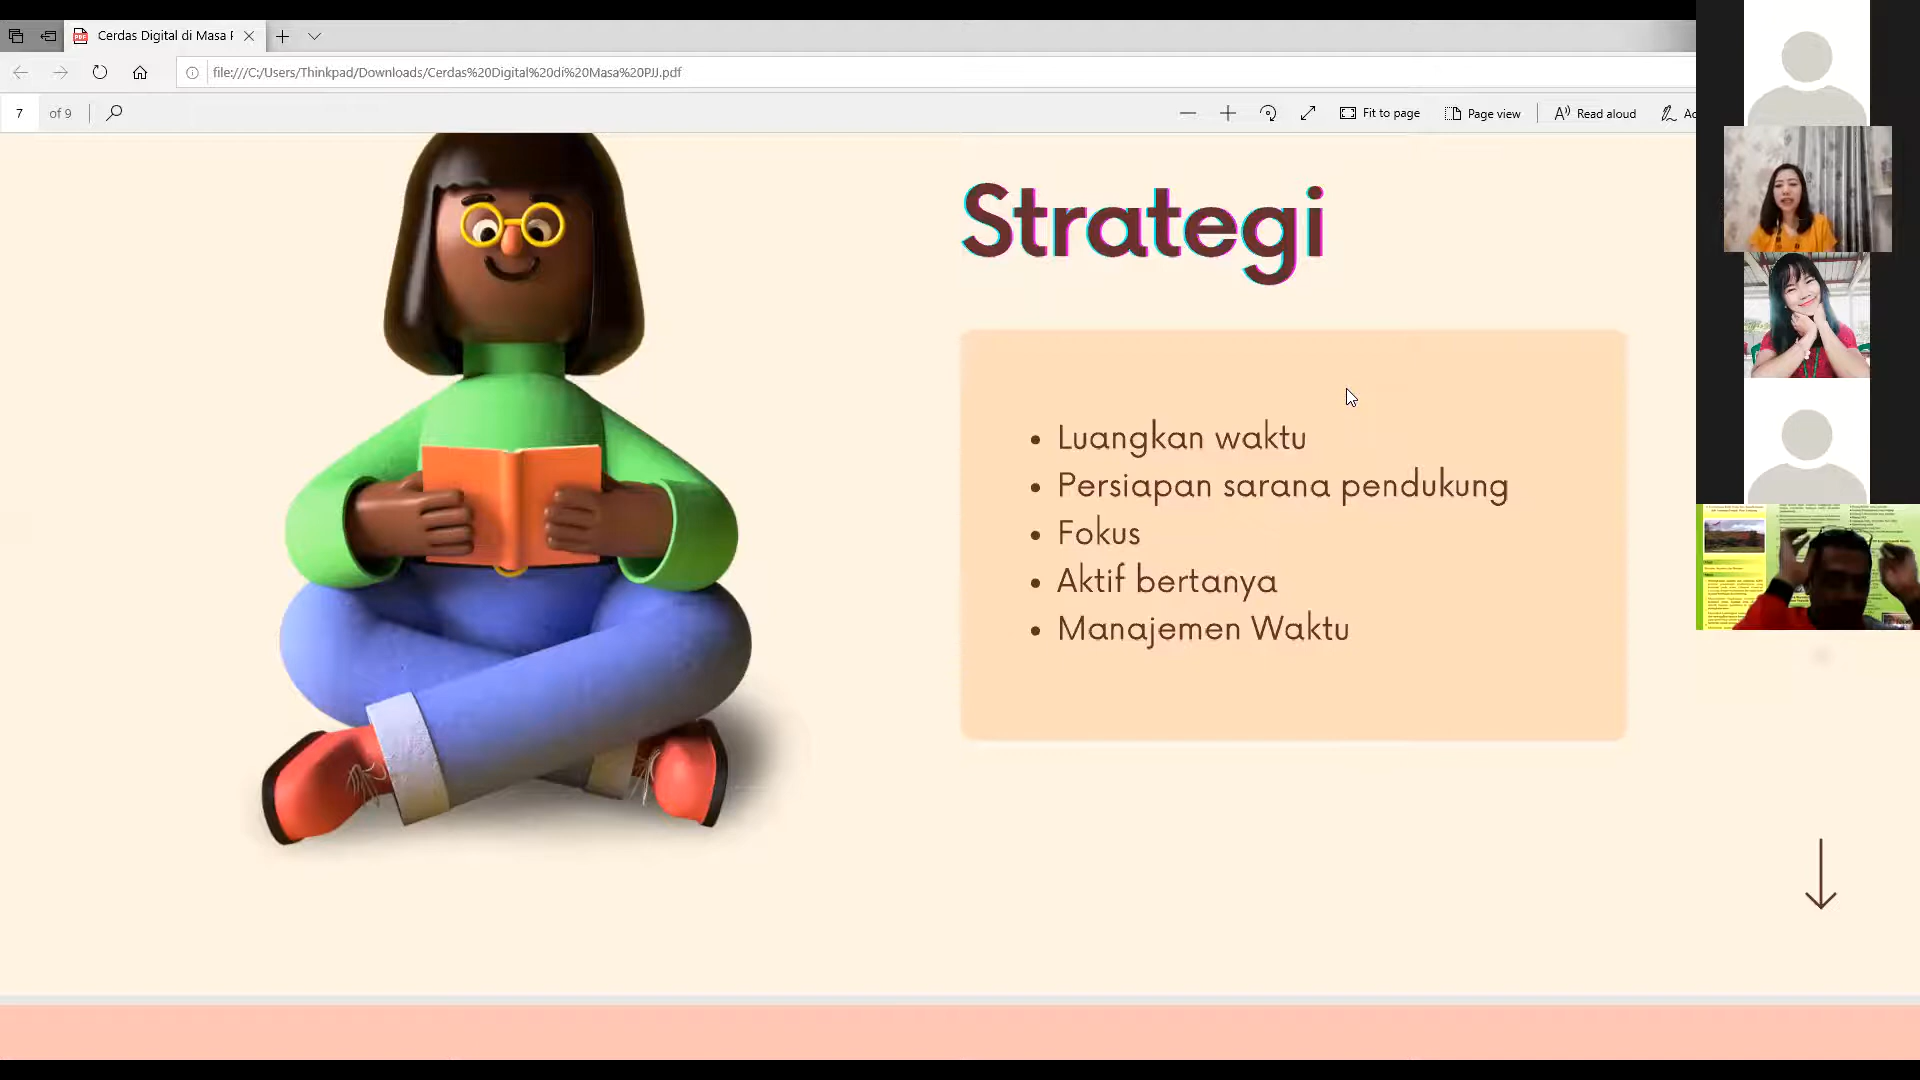 Cerdas Digital di Masa P
file:///C:/Users/Thinkpad/Downloads/Cerdas%20Digital%20di%20Masa%20PJJ.pdf
7 of 9
Fit to page
Page view
Read aloud
Ad
Strategi
Luangkan waktu
Persiapan sarana pendukung
Fokus
Aktif bertanya
Manajemen Waktu